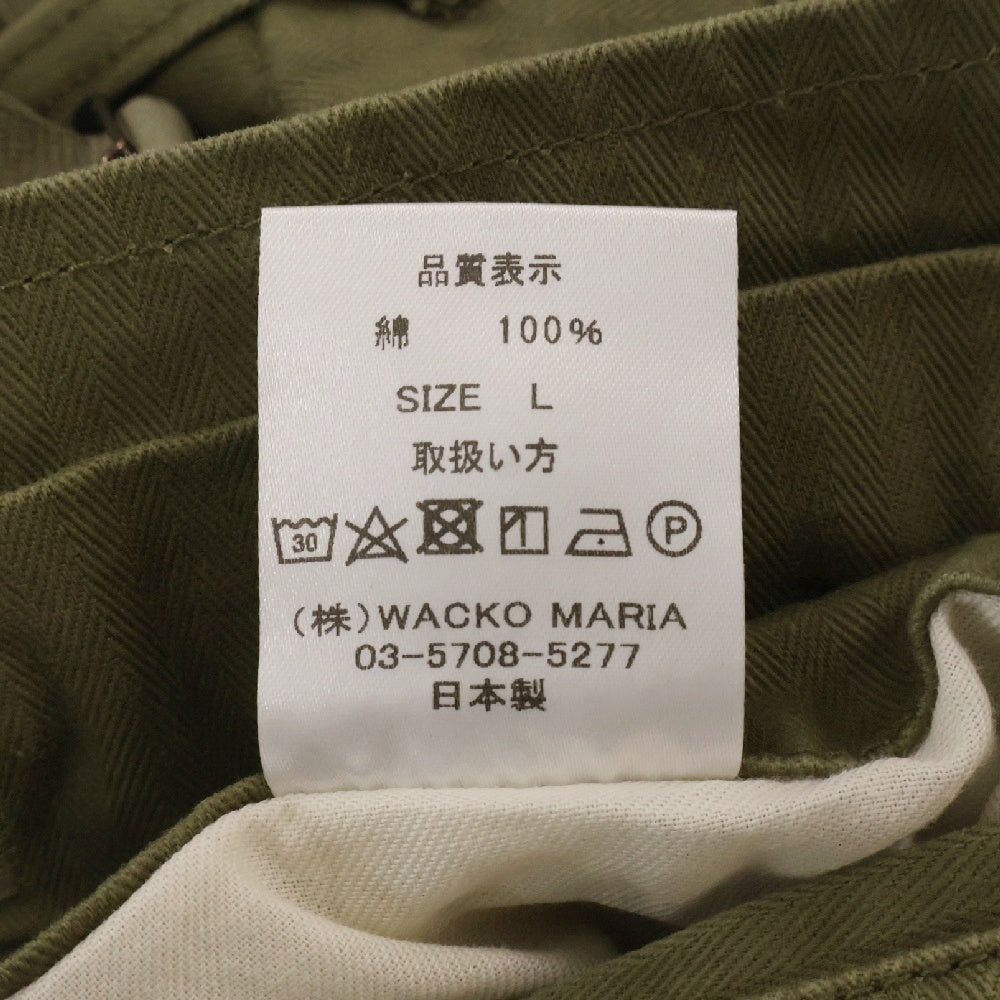 品質表示
綿 100%
SIZE L
取扱い方
30 P
(株)WACKO MARIA
03-5708-5277
日本製